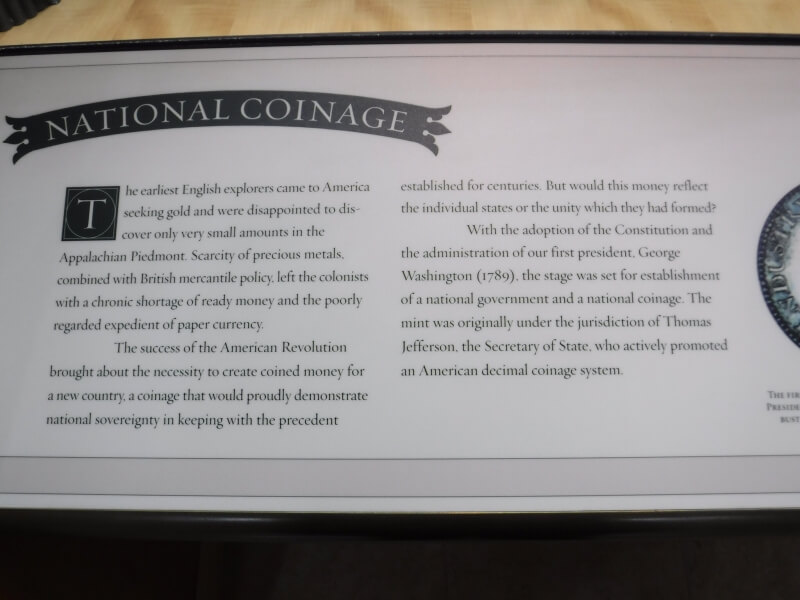 NATIONAL COINAGE
The earliest English explorers came to America
seeking gold and were disappointed to dis-
cover only very small amounts in the
Appalachian Piedmont. Scarcity of precious metals,
combined with British mercantile policy, left the colonists
with a chronic shortage of ready money and the poorly
regarded expedient of paper currency.
The success of the American Revolution
brought about the necessity to create coined money for
a new country, a coinage that would proudly demonstrate
national sovereignty in keeping with the precedent
established for centuries. But would this money reflect
the individual states or the unity which they had formed?
With the adoption of the Constitution and
the administration of our first president, George
Washington (1789), the stage was set for establishment
of a national government and a national coinage. The
mint was originally under the jurisdiction of Thomas
Jefferson, the Secretary of State, who actively promoted
an American decimal coinage system.
THE
BUST